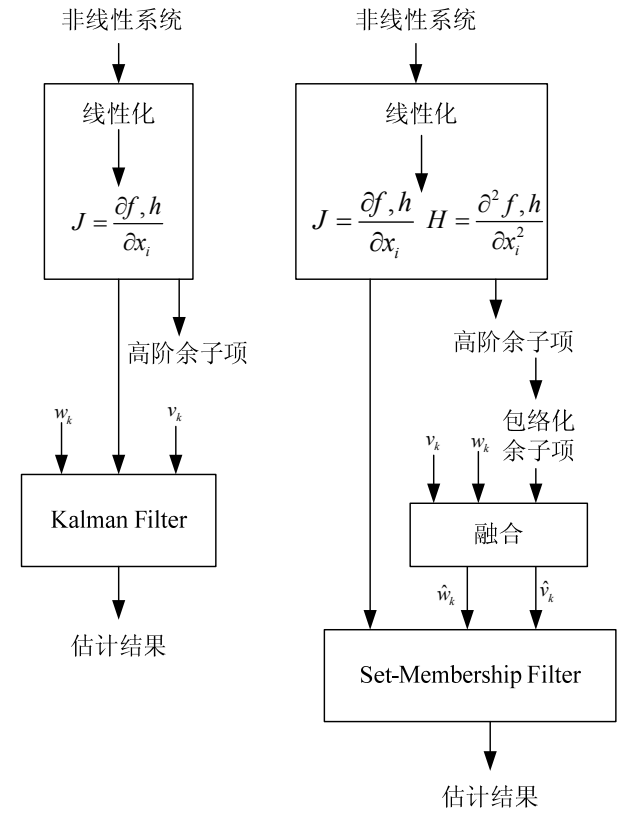 非线性系统
线性化
J = ∂f,h / ∂x_i
高阶余子项
w_k
v_k
Kalman Filter
估计结果
非线性系统
线性化
J = ∂f,h / ∂x_i H = ∂²f,h / ∂x_i²
高阶余子项
包络化
余子项
v_k
w_k
融合
ŵ_k
v̂_k
Set-Membership Filter
估计结果